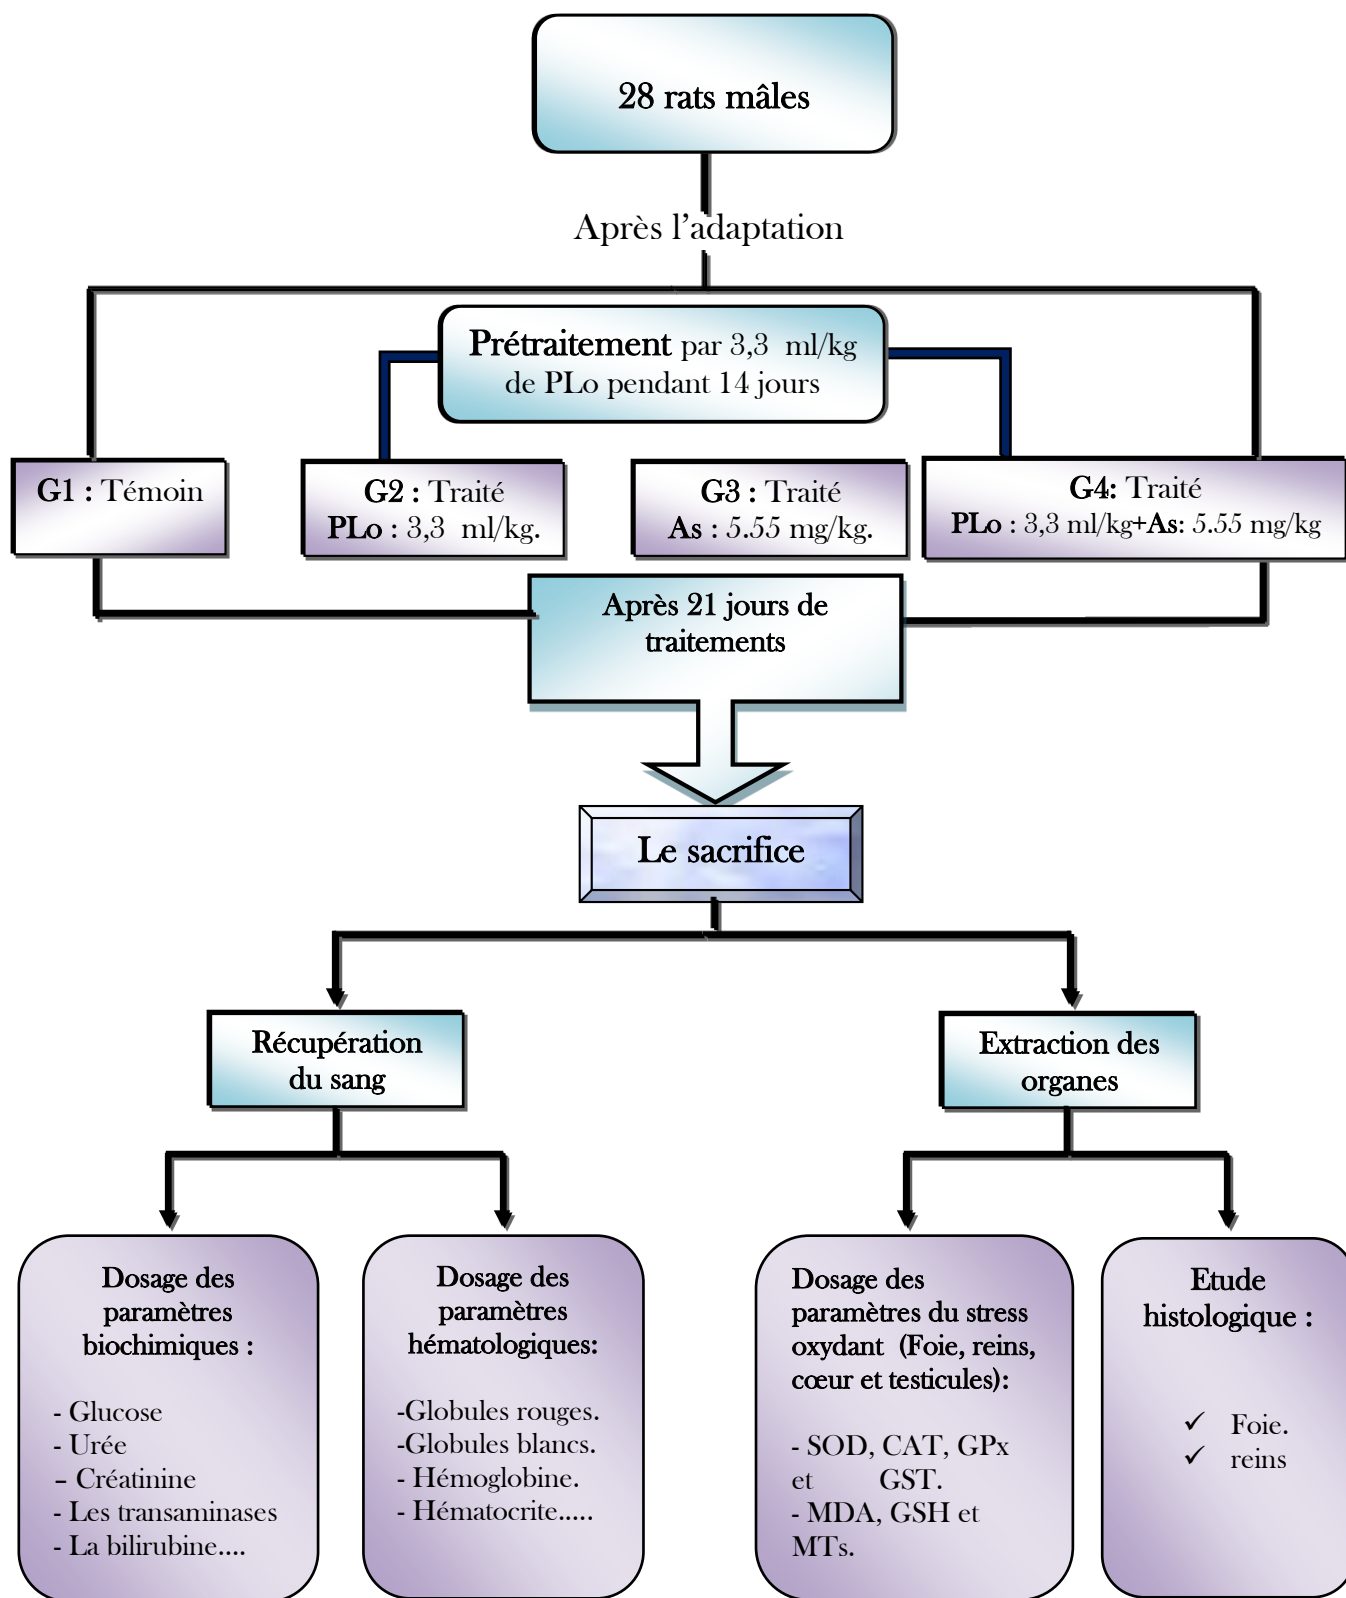 28 rats mâles
Après l’adaptation
Prétraitement par 3,3 ml/kg
de PLo pendant 14 jours
G1 : Témoin
G2 : Traité
PLo : 3,3 ml/kg.
G3 : Traité
As : 5.55 mg/kg.
G4: Traité
PLo : 3,3 ml/kg+As: 5.55 mg/kg
Après 21 jours de
traitements
Le sacrifice
Récupération
du sang
Extraction des
organes
Dosage des
paramètres
biochimiques :
- Glucose
- Urée
– Créatinine
- Les transaminases
- La bilirubine....
Dosage des
paramètres
hématologiques:
-Globules rouges.
-Globules blancs.
- Hémoglobine.
- Hématocrite.....
Dosage des
paramètres du stress
oxydant (Foie, reins,
cœur et testicules):
- SOD, CAT, GPx
et GST.
- MDA, GSH et
MTs.
Etude
histologique :
✓ Foie.
✓ reins